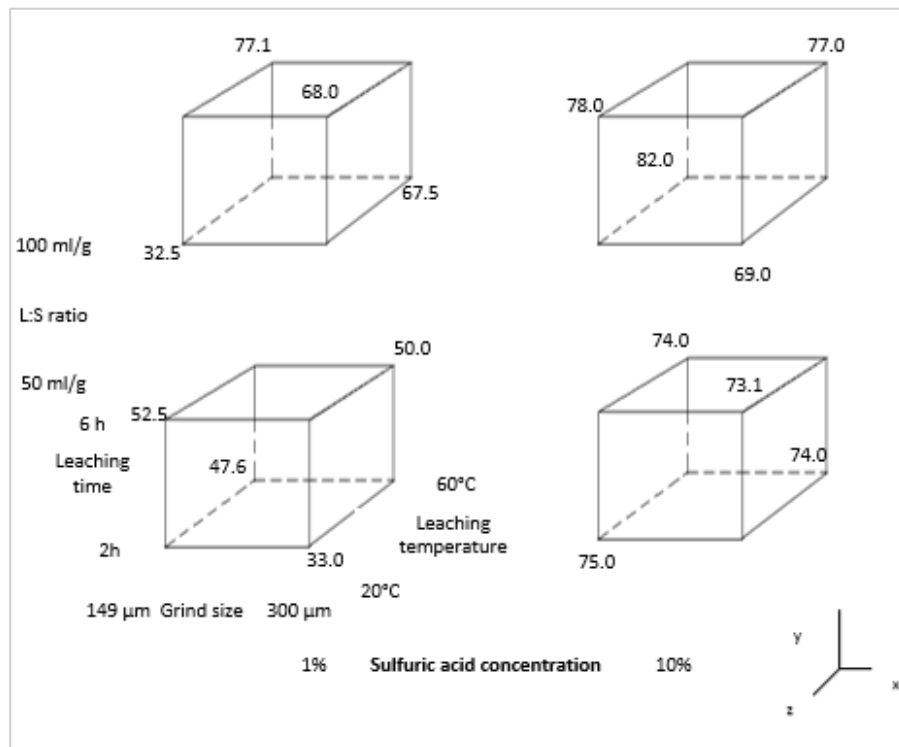 77.1
77.0
68.0
78.0
82.0
67.5
100 ml/g
32.5
69.0
L:S ratio
74.0
50.0
50 ml/g
73.1
52.5
6 h
Leaching
time
47.6
74.0
60°C
Leaching
temperature
2h
33.0
75.0
20°C
149 µm Grind size 300 µm
1% Sulfuric acid concentration 10%
y
x
z